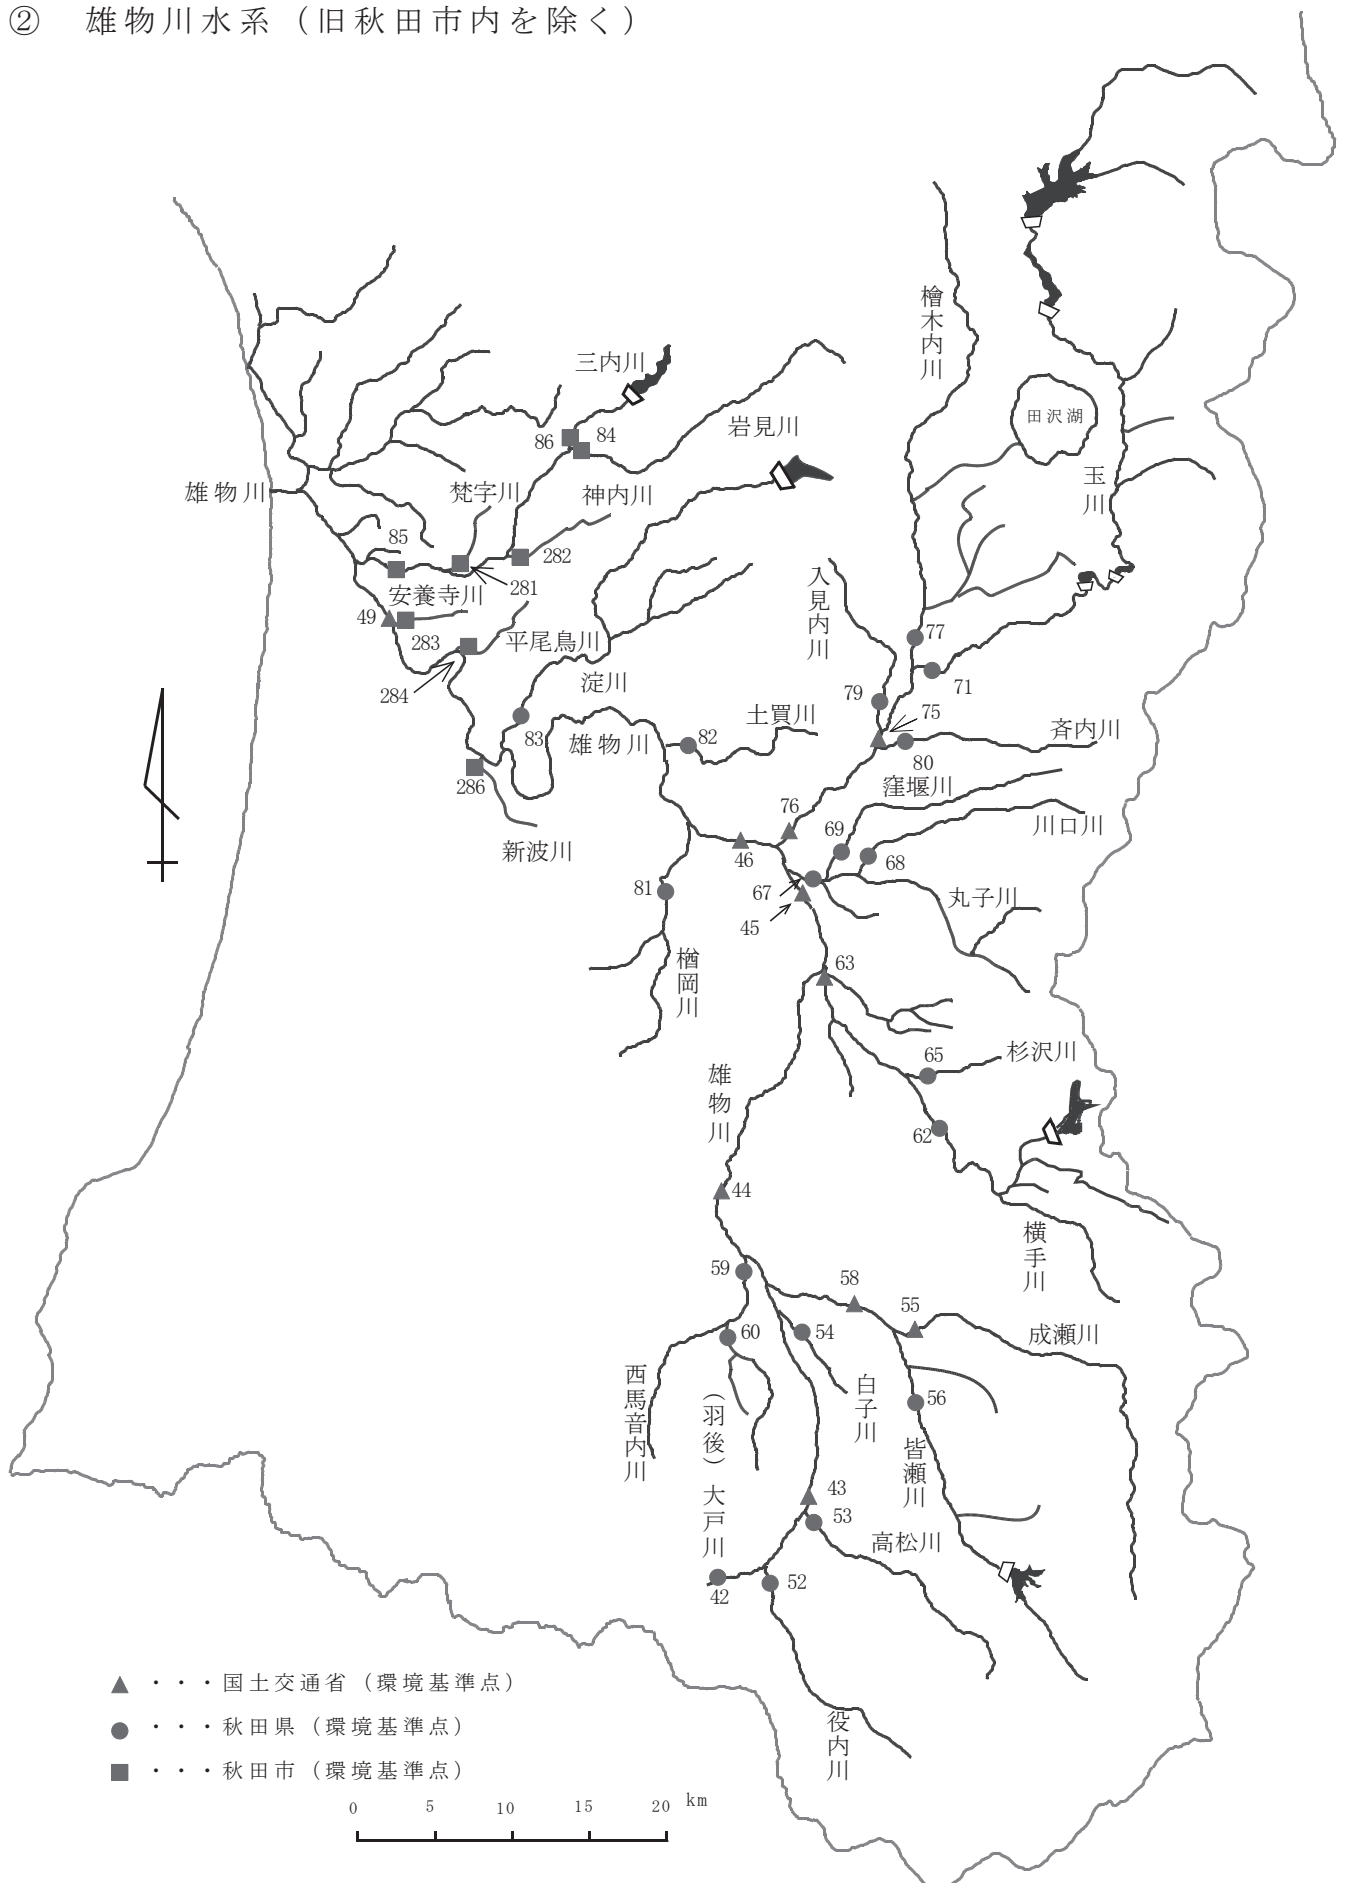 ② 雄物川水系（旧秋田市内を除く）
檜木内川
三内川
86
84
岩見川
田沢湖
玉川
雄物川
梵字川
神内川
85
282
281
安養寺川
入見内川
49
283
平尾鳥川
77
284
淀川
79
71
75
土買川
83
雄物川
82
斉内川
80
286
窪堰川
76
69
川口川
新波川
46
68
81
67
丸子川
45
楢岡川
63
65
杉沢川
雄物川
62
44
横手川
59
58
55
60
54
成瀬川
西馬音内川
（羽後）大戸川
白子川
56
皆瀬川
43
53
高松川
42
52
役内川
▲・・・国土交通省（環境基準点）
●・・・秋田県（環境基準点）
■・・・秋田市（環境基準点）
0 5 10 15 20 km